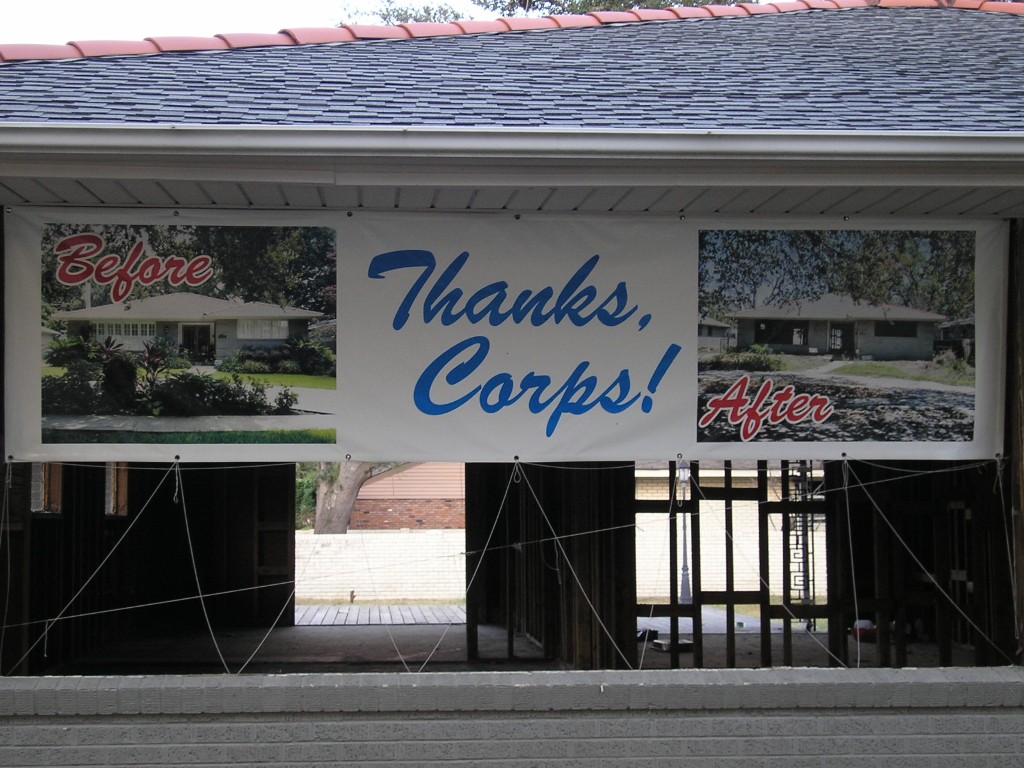 Before
Thanks,
Corps!
After